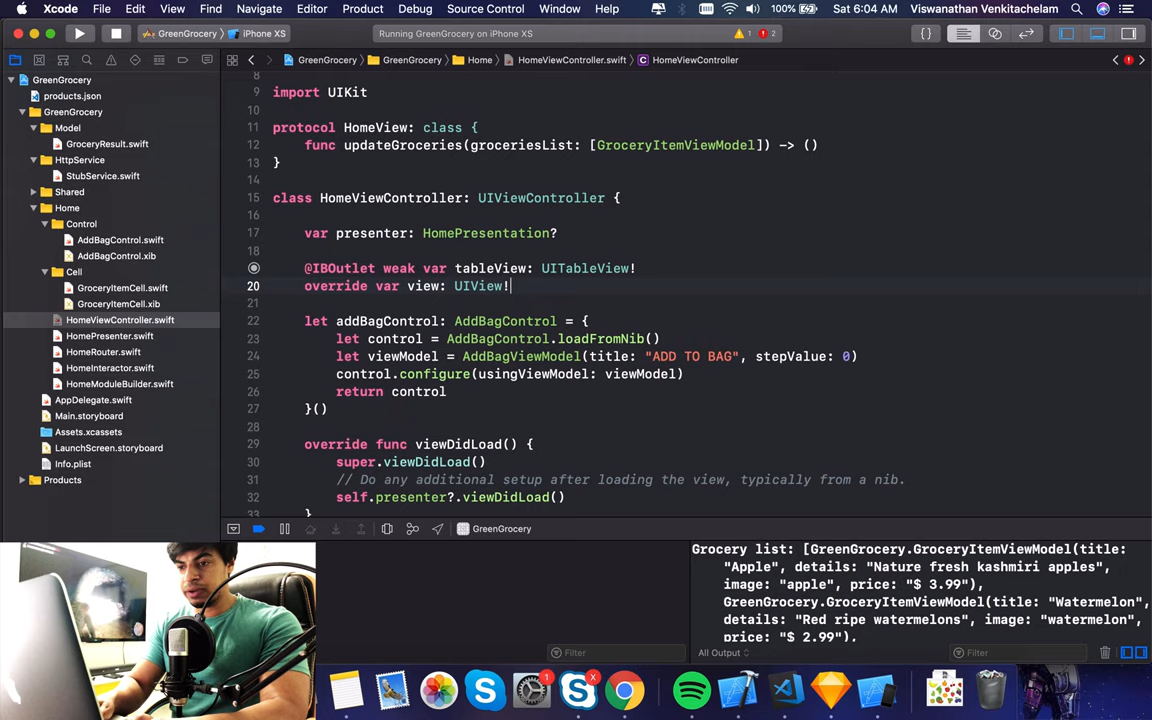 Xcode File Edit View Find Navigate Editor Product Debug Source Control Window Help 100% Sat 6:04 AM Viswanathan Venkitachelam
GreenGrocery iPhone XS Running GreenGrocery on iPhone XS 1 2
GreenGrocery GreenGrocery Home HomeViewController.swift C HomeViewController
GreenGrocery
products.json
GreenGrocery
Model
GroceryResult.swift
HttpService
StubService.swift
Shared
Home
Control
AddBagControl.swift
AddBagControl.xib
Cell
GroceryItemCell.swift
GroceryItemCell.xib
HomeViewController.swift
HomePresenter.swift
HomeRouter.swift
HomeInteractor.swift
HomeModuleBuilder.swift
AppDelegate.swift
Main.storyboard
Assets.xcassets
LaunchScreen.storyboard
Info.plist
Products
8
9 import UIKit
10
11 protocol HomeView: class {
12 func updateGroceries(groceriesList: [GroceryItemViewModel]) -> ()
13 }
14
15 class HomeViewController: UIViewController {
16
17 var presenter: HomePresentation?
18
@IBOutlet weak var tableView: UITableView!
20 override var view: UIView!
21
22 let addBagControl: AddBagControl = {
23 let control = AddBagControl.loadFromNib()
24 let viewModel = AddBagViewModel(title: "ADD TO BAG", stepValue: 0)
25 control.configure(usingViewModel: viewModel)
26 return control
27 }()
28
29 override func viewDidLoad() {
30 super.viewDidLoad()
31 // Do any additional setup after loading the view, typically from a nib.
32 self.presenter?.viewDidLoad()
33 }
GreenGrocery
Grocery list: [GreenGrocery.GroceryItemViewModel(title:
"Apple", details: "Nature fresh kashmiri apples",
image: "apple", price: "$ 3.99"),
GreenGrocery.GroceryItemViewModel(title: "Watermelon",
details: "Red ripe watermelons", image: "watermelon",
price: "$ 2.99"),
Filter All Output Filter
1 X